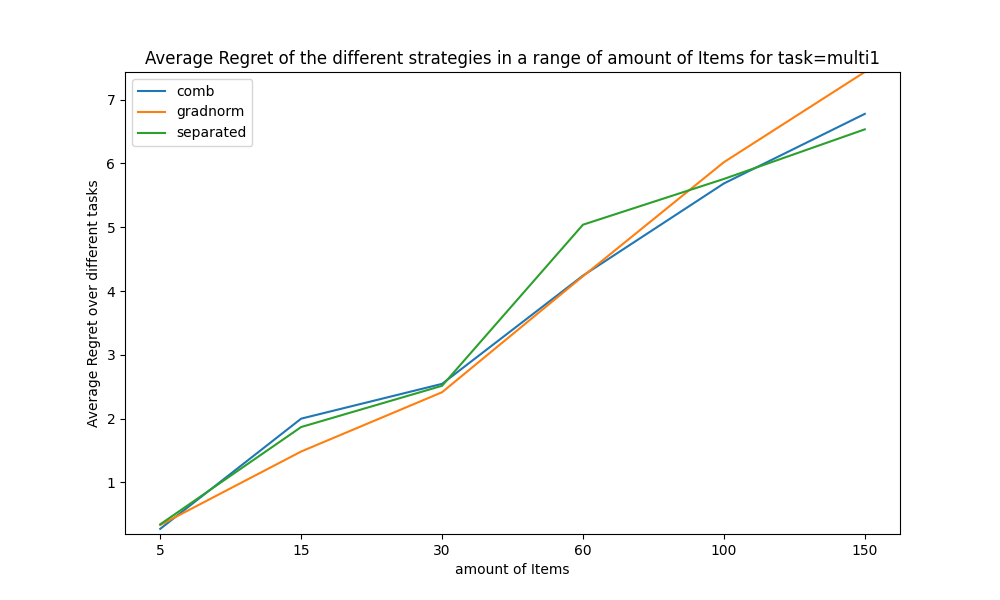 Average Regret of the different strategies in a range of amount of Items for task=multi1
comb
gradnorm
separated
Average Regret over different tasks
7
6
5
4
3
2
1
5 15 30 60 100 150
amount of Items